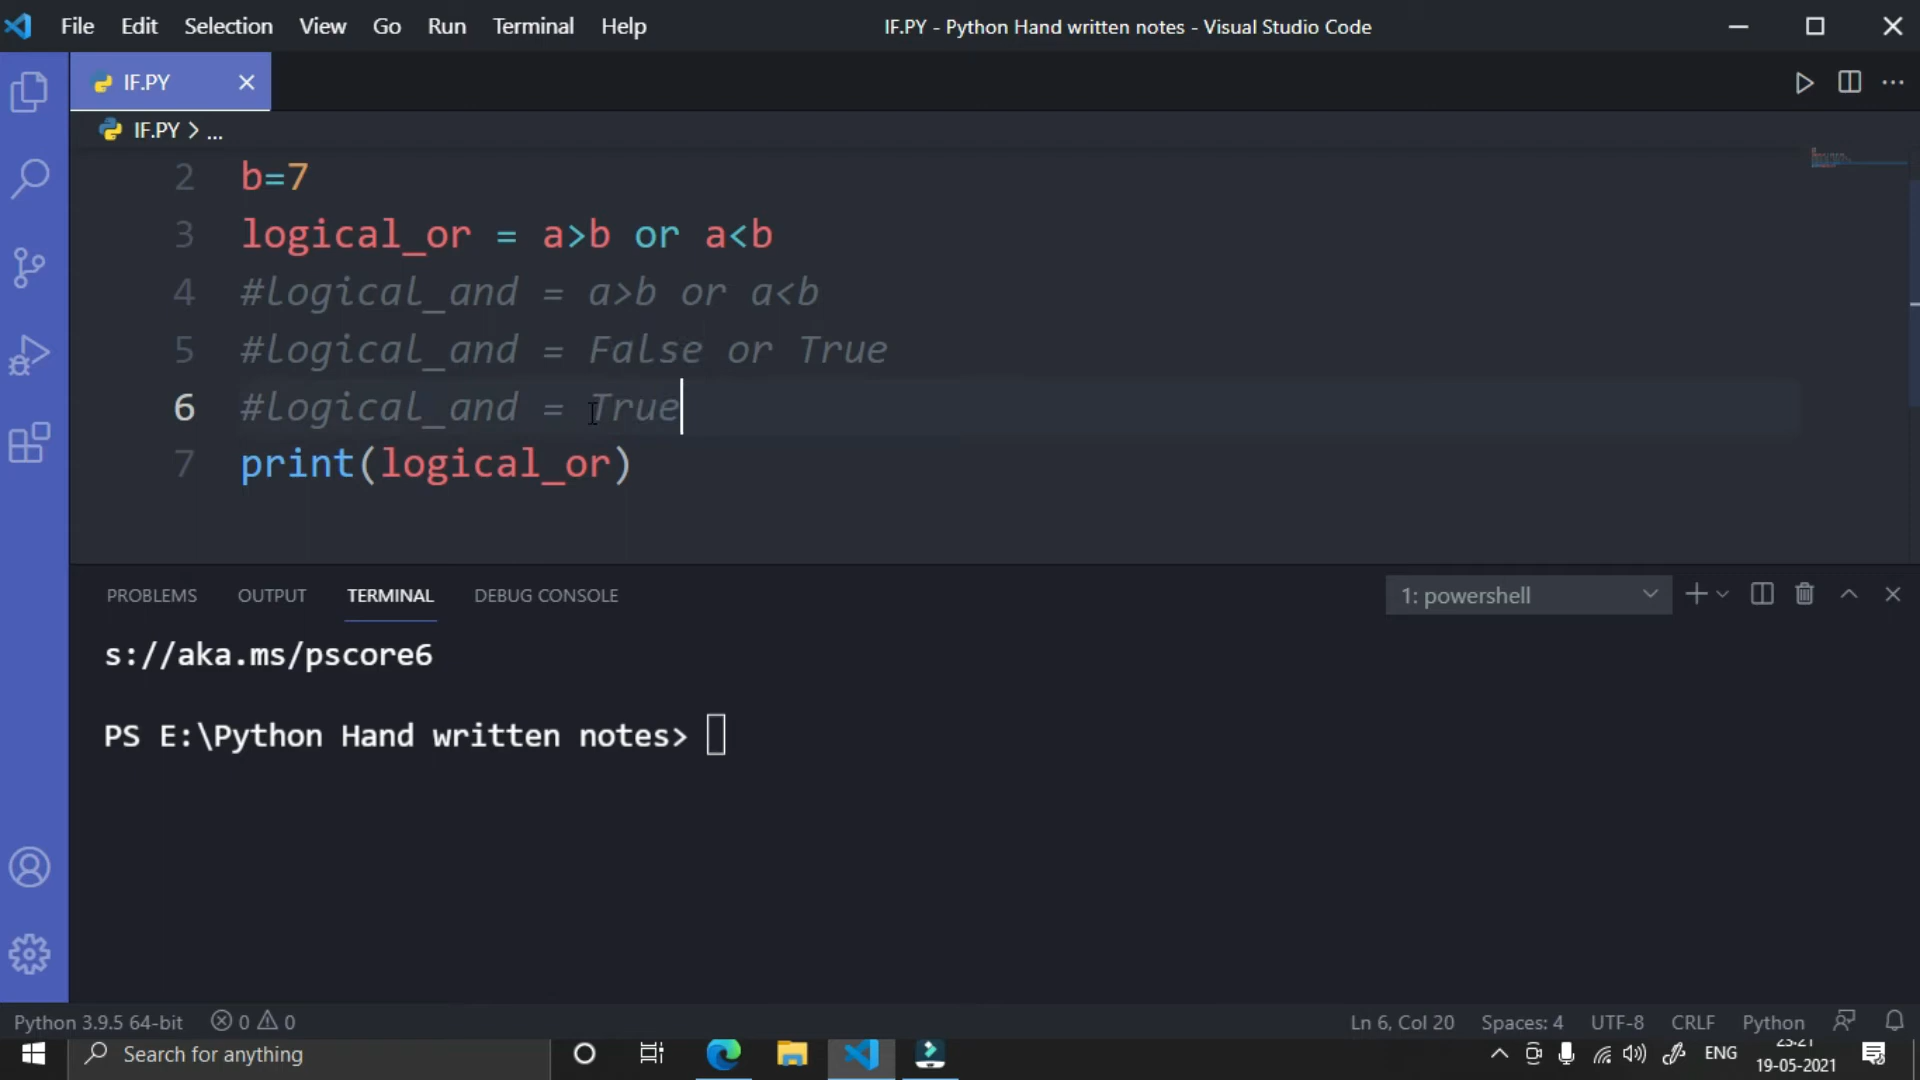 File Edit Selection View Go Run Terminal Help
IF.PY - Python Hand written notes - Visual Studio Code
IF.PY
IF.PY > ...
2 b=7
3 logical_or = a>b or a<b
4 #logical_and = a>b or a<b
5 #logical_and = False or True
6 #logical_and = True
7 print(logical_or)
PROBLEMS OUTPUT TERMINAL DEBUG CONSOLE
1: powershell
s://aka.ms/pscore6
PS E:\Python Hand written notes>
Python 3.9.5 64-bit 0 0
Ln 6, Col 20 Spaces: 4 UTF-8 CRLF Python
Search for anything
ENG
23:21
19-05-2021